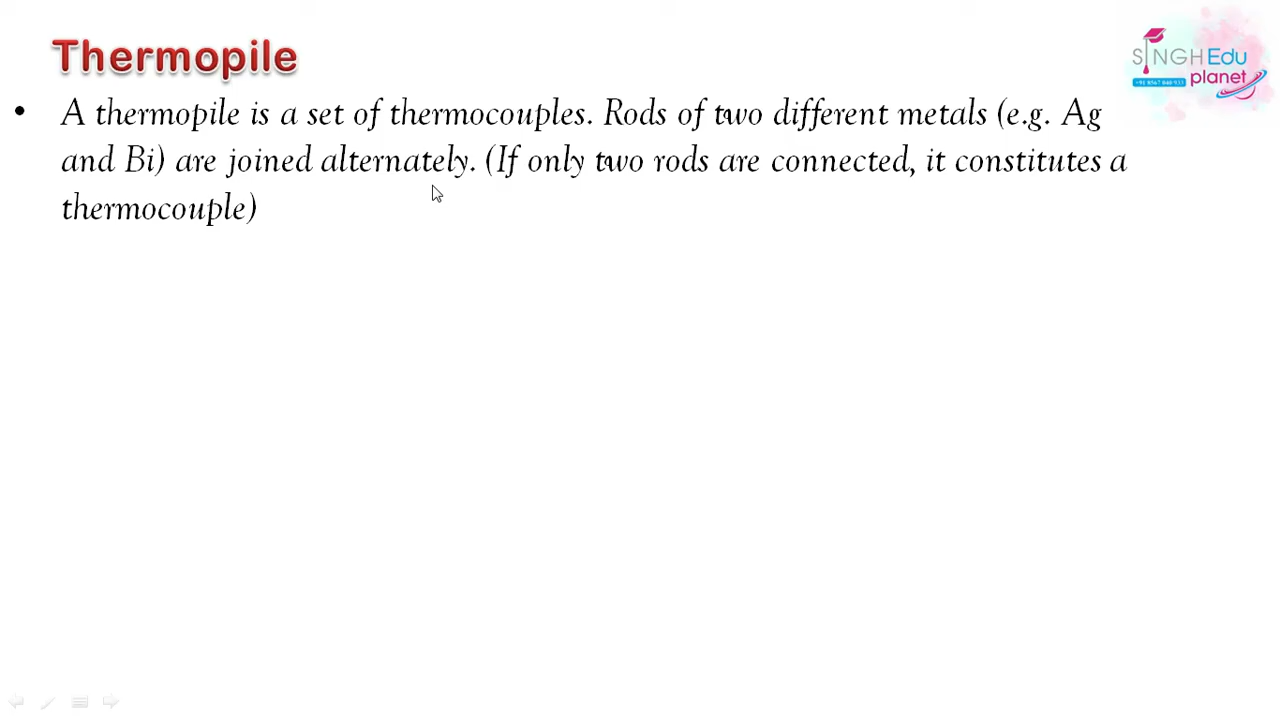 Thermopile
• A thermopile is a set of thermocouples. Rods of two different metals (e.g. Ag
and Bi) are joined alternately. (If only two rods are connected, it constitutes a
thermocouple)
SINGH Edu
planet